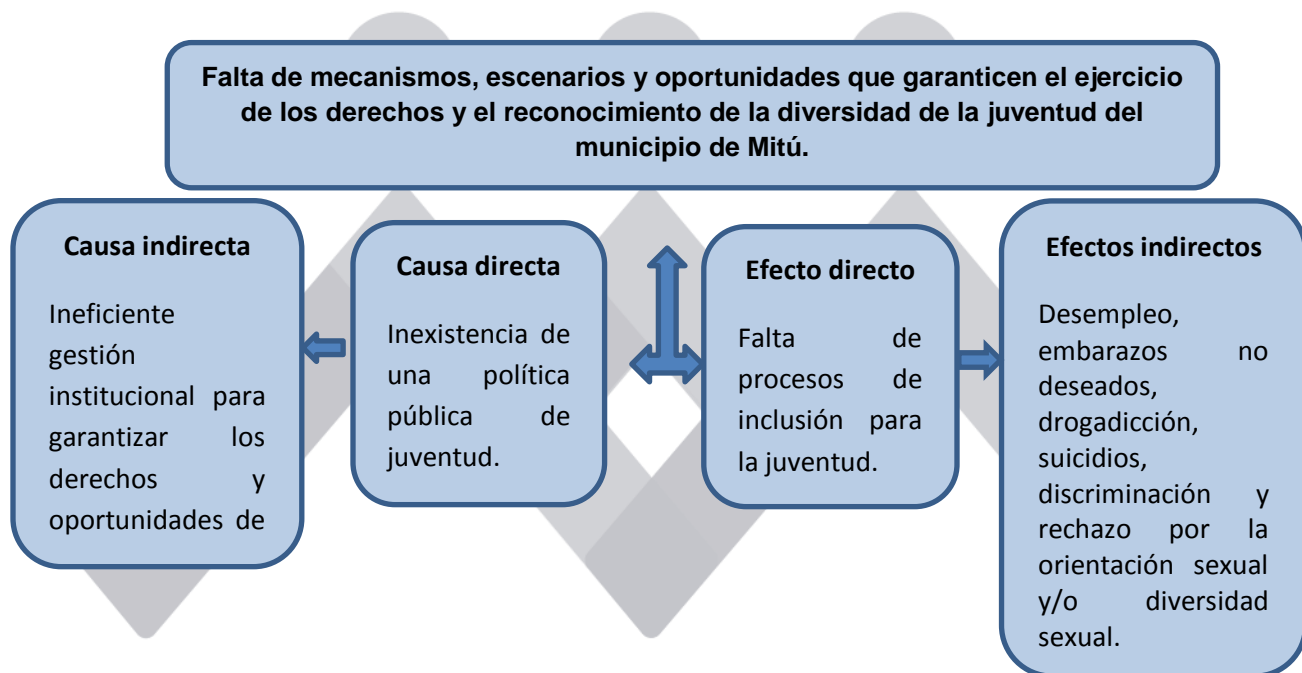 Falta de mecanismos, escenarios y oportunidades que garanticen el ejercicio
de los derechos y el reconocimiento de la diversidad de la juventud del
municipio de Mitú.
Causa indirecta
Ineficiente
gestión
institucional para
garantizar los
derechos y
oportunidades de
Causa directa
Inexistencia de
una política
pública de
juventud.
Efecto directo
Falta de
procesos de
inclusión para
la juventud.
Efectos indirectos
Desempleo,
embarazos no
deseados,
drogadicción,
suicidios,
discriminación y
rechazo por la
orientación sexual
y/o diversidad
sexual.